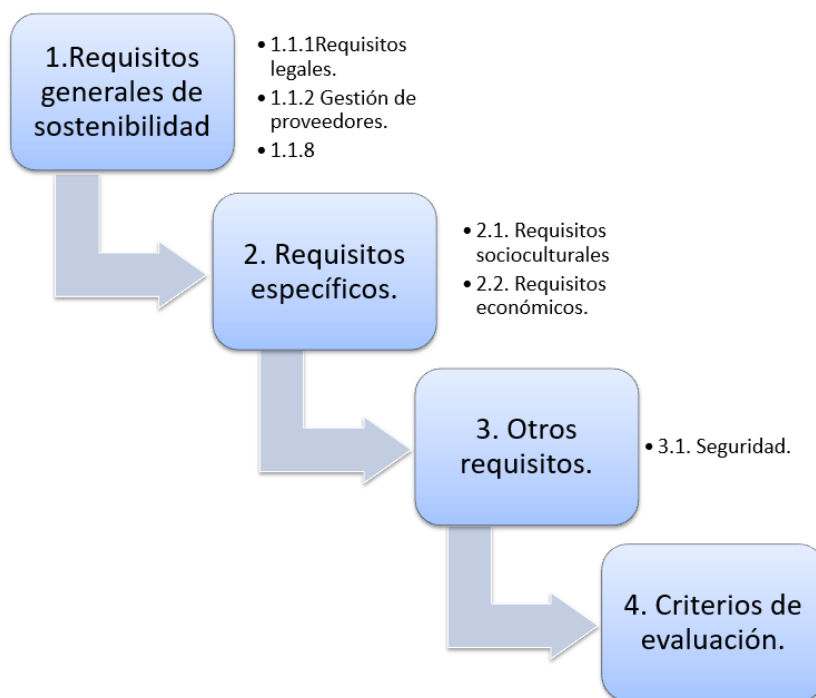 1.Requisitos
generales de
sostenibilidad
• 1.1.1Requisitos
legales.
• 1.1.2 Gestión de
proveedores.
• 1.1.8
2. Requisitos
específicos.
• 2.1. Requisitos
socioculturales
• 2.2. Requisitos
económicos.
3. Otros
requisitos.
• 3.1. Seguridad.
4. Criterios de
evaluación.